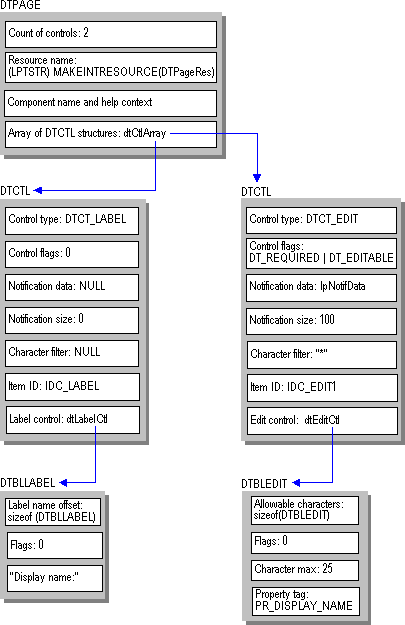 DTPAGE
Count of controls: 2
Resource name:
(LPTSTR) MAKEINTRESOURCE(DTPageRes)
Component name and help context
Array of DTCTL structures: dtCtlArray
DTCTL
Control type: DTCT_LABEL
Control flags: 0
Notification data: NULL
Notification size: 0
Character filter: NULL
Item ID: IDC_LABEL
Label control: dtLabelCtl
DTCTL
Control type: DTCT_EDIT
Control flags:
DT_REQUIRED | DT_EDITABLE
Notification data: lpNotifData
Notification size: 100
Character filter: "*"
Item ID: IDC_EDIT1
Edit control: dtEditCtl
DTBLLABEL
Label name offset:
sizeof (DTBLLABEL)
Flags: 0
"Display name:"
DTBLEDIT
Allowable characters:
sizeof(DTBLEDIT)
Flags: 0
Character max: 25
Property tag:
PR_DISPLAY_NAME